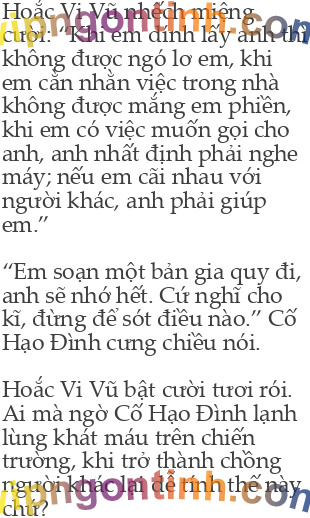 Hoắc Vi Vũ nhếch miệng
cười: “Khi em dính lấy anh thì
không được ngó lơ em, khi
em cằn nhằn việc trong nhà
không được mắng em phiền,
khi em có việc muốn gọi cho
anh, anh nhất định phải nghe
máy; nếu em cãi nhau với
người khác, anh phải giúp
em.”
“Em soạn một bản gia quy đi,
anh sẽ nhớ hết. Cứ nghĩ cho
kĩ, đừng để sót điều nào.” Cố
Hạo Đình cưng chiều nói.
Hoắc Vi Vũ bật cười tươi rói.
Ai mà ngờ Cố Hạo Đình lạnh
lùng khát máu trên chiến
trường, khi trở thành chồng
người khác lại dễ tính thế này
chứ?
vipngontinh.com
vipngontinh.com